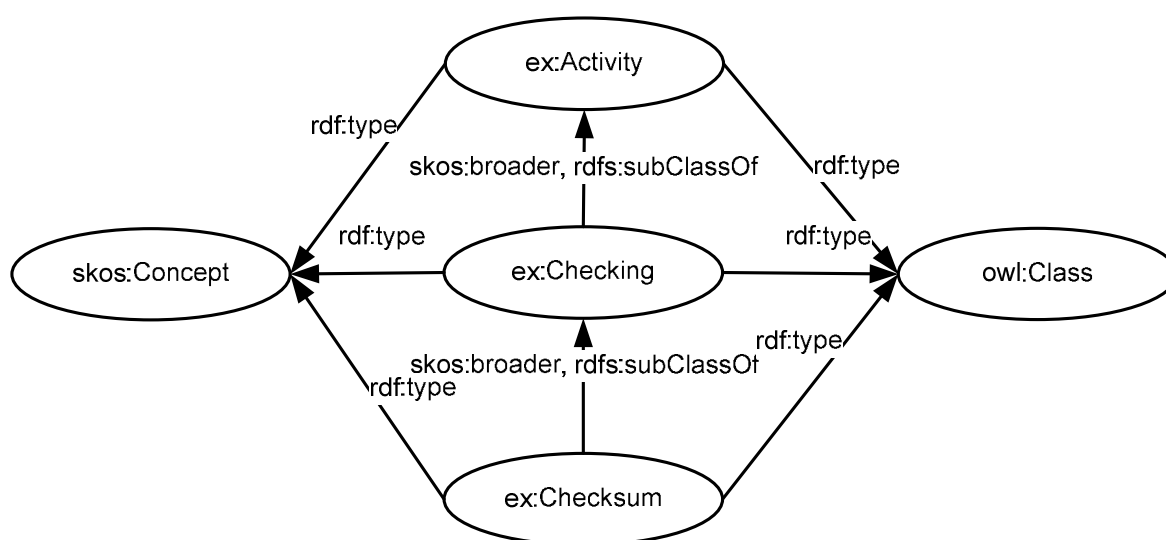 ex:Activity
rdf:type
skos:broader, rdfs:subClassOf
rdf:type
rdf:type
rdf:type
skos:Concept
ex:Checking
owl:Class
rdf:type
skos:broader, rdfs:subClassOf
rdf:type
ex:Checksum